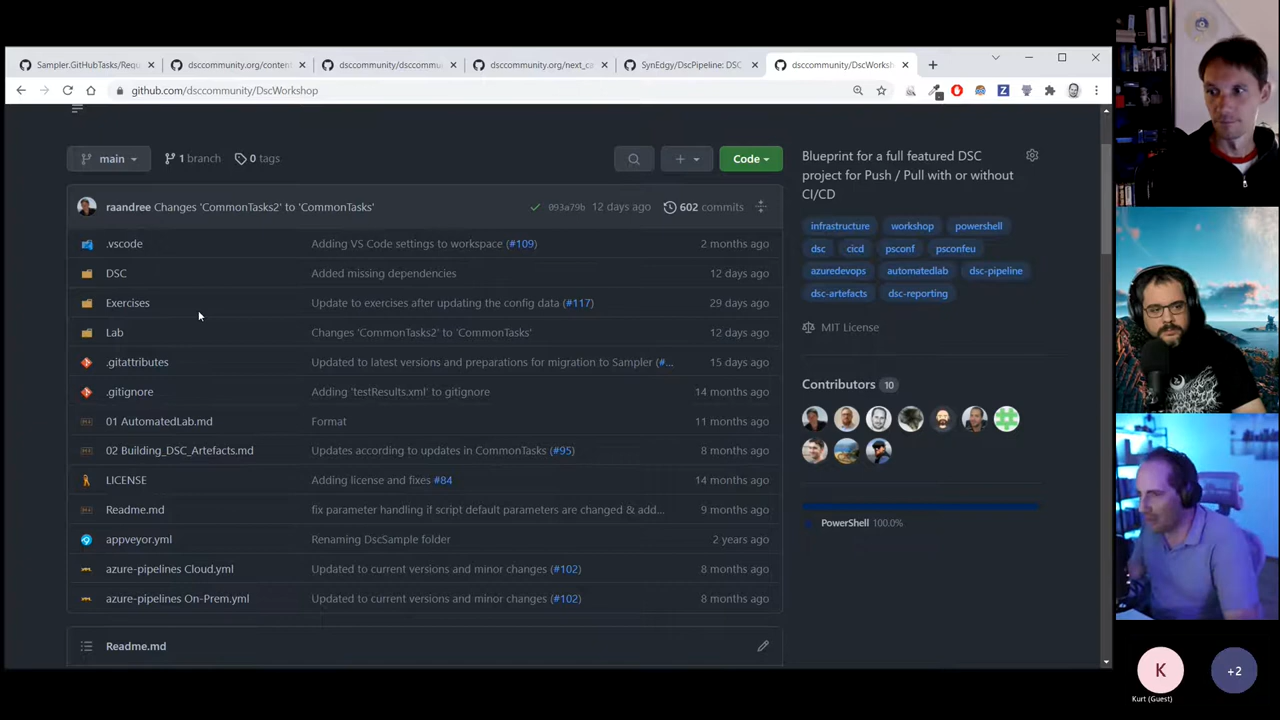 Sampler.GitHubTasks/Requ
dsccommunity.org/conten
dsccommunity/dsccommu
dsccommunity.org/next_ca
SynEdgy/DscPipeline: DSC
dsccommunity/DscWorksh
github.com/dsccommunity/DscWorkshop
main
1 branch
0 tags
Code
Blueprint for a full featured DSC
project for Push / Pull with or without
CI/CD
raandree Changes 'CommonTasks2' to 'CommonTasks'
093a79b 12 days ago
602 commits
.vscode
Adding VS Code settings to workspace (#109)
2 months ago
DSC
Added missing dependencies
12 days ago
Exercises
Update to exercises after updating the config data (#117)
29 days ago
Lab
Changes 'CommonTasks2' to 'CommonTasks'
12 days ago
.gitattributes
Updated to latest versions and preparations for migration to Sampler (#...
15 days ago
.gitignore
Adding 'testResults.xml' to gitignore
14 months ago
01 AutomatedLab.md
Format
11 months ago
02 Building_DSC_Artefacts.md
Updates according to updates in CommonTasks (#95)
8 months ago
LICENSE
Adding license and fixes #84
14 months ago
Readme.md
fix parameter handling if script default parameters are changed & add...
9 months ago
appveyor.yml
Renaming DscSample folder
2 years ago
azure-pipelines Cloud.yml
Updated to current versions and minor changes (#102)
8 months ago
azure-pipelines On-Prem.yml
Updated to current versions and minor changes (#102)
8 months ago
Readme.md
infrastructure workshop powershell
dsc cicd psconf psconfeu
azuredevops automatedlab dsc-pipeline
dsc-artefacts dsc-reporting
MIT License
Contributors 10
PowerShell 100.0%
K
+2
Kurt (Guest)